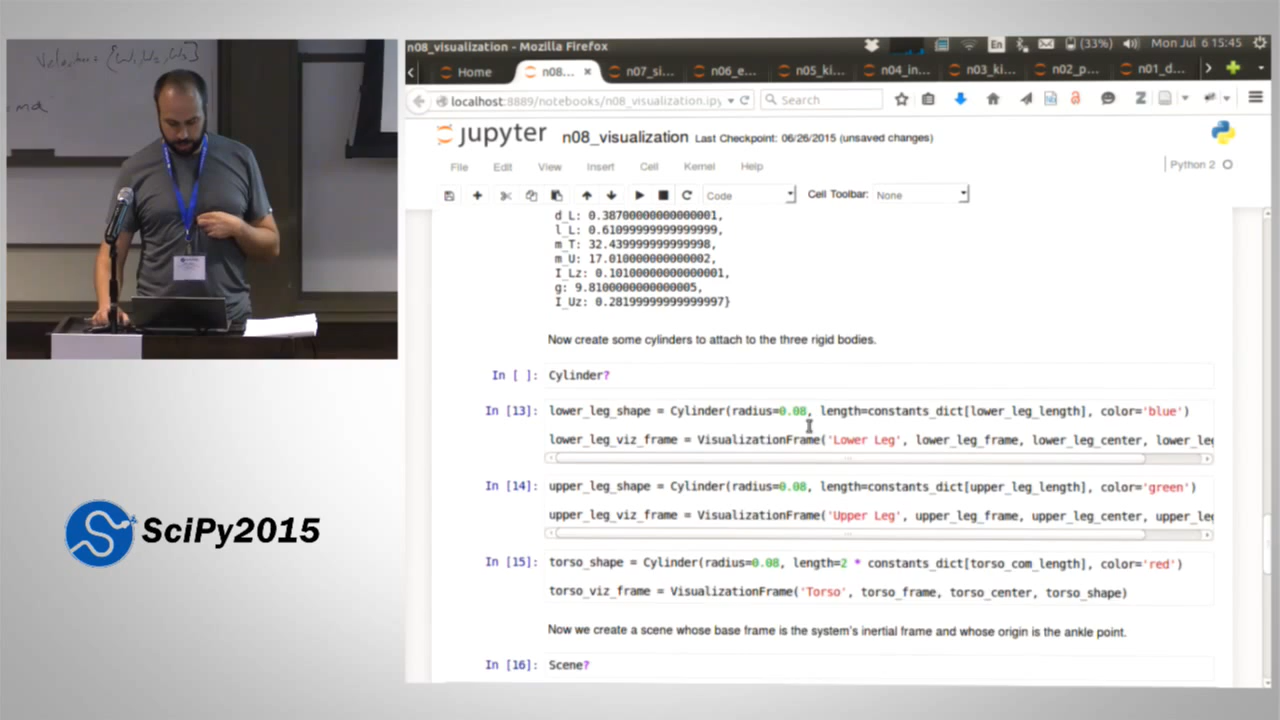 Velocities = {ω₁, ω₂, ω₃}
n08_visualization - Mozilla Firefox
En (33%) Mon Jul 6 15:45
Home n08... × n07_si... n06_e... n05_ki... n04_in... n03_ki... n02_p... n01_d...
localhost:8889/notebooks/n08_visualization.ipy Search
jupyter n08_visualization Last Checkpoint: 06/26/2015 (unsaved changes)
File Edit View Insert Cell Kernel Help Python 2
Code Cell Toolbar: None
d_L: 0.38700000000000001,
l_L: 0.61099999999999999,
m_T: 32.439999999999998,
m_U: 17.010000000000002,
I_Lz: 0.10100000000000001,
g: 9.8100000000000005,
I_Uz: 0.28199999999999997}
Now create some cylinders to attach to the three rigid bodies.
In [ ]: Cylinder?
In [13]: lower_leg_shape = Cylinder(radius=0.08, length=constants_dict[lower_leg_length], color='blue')
lower_leg_viz_frame = VisualizationFrame('Lower Leg', lower_leg_frame, lower_leg_center, lower_leg
In [14]: upper_leg_shape = Cylinder(radius=0.08, length=constants_dict[upper_leg_length], color='green')
upper_leg_viz_frame = VisualizationFrame('Upper Leg', upper_leg_frame, upper_leg_center, upper_leg
In [15]: torso_shape = Cylinder(radius=0.08, length=2 * constants_dict[torso_com_length], color='red')
torso_viz_frame = VisualizationFrame('Torso', torso_frame, torso_center, torso_shape)
Now we create a scene whose base frame is the system's inertial frame and whose origin is the ankle point.
In [16]: Scene?
SciPy2015